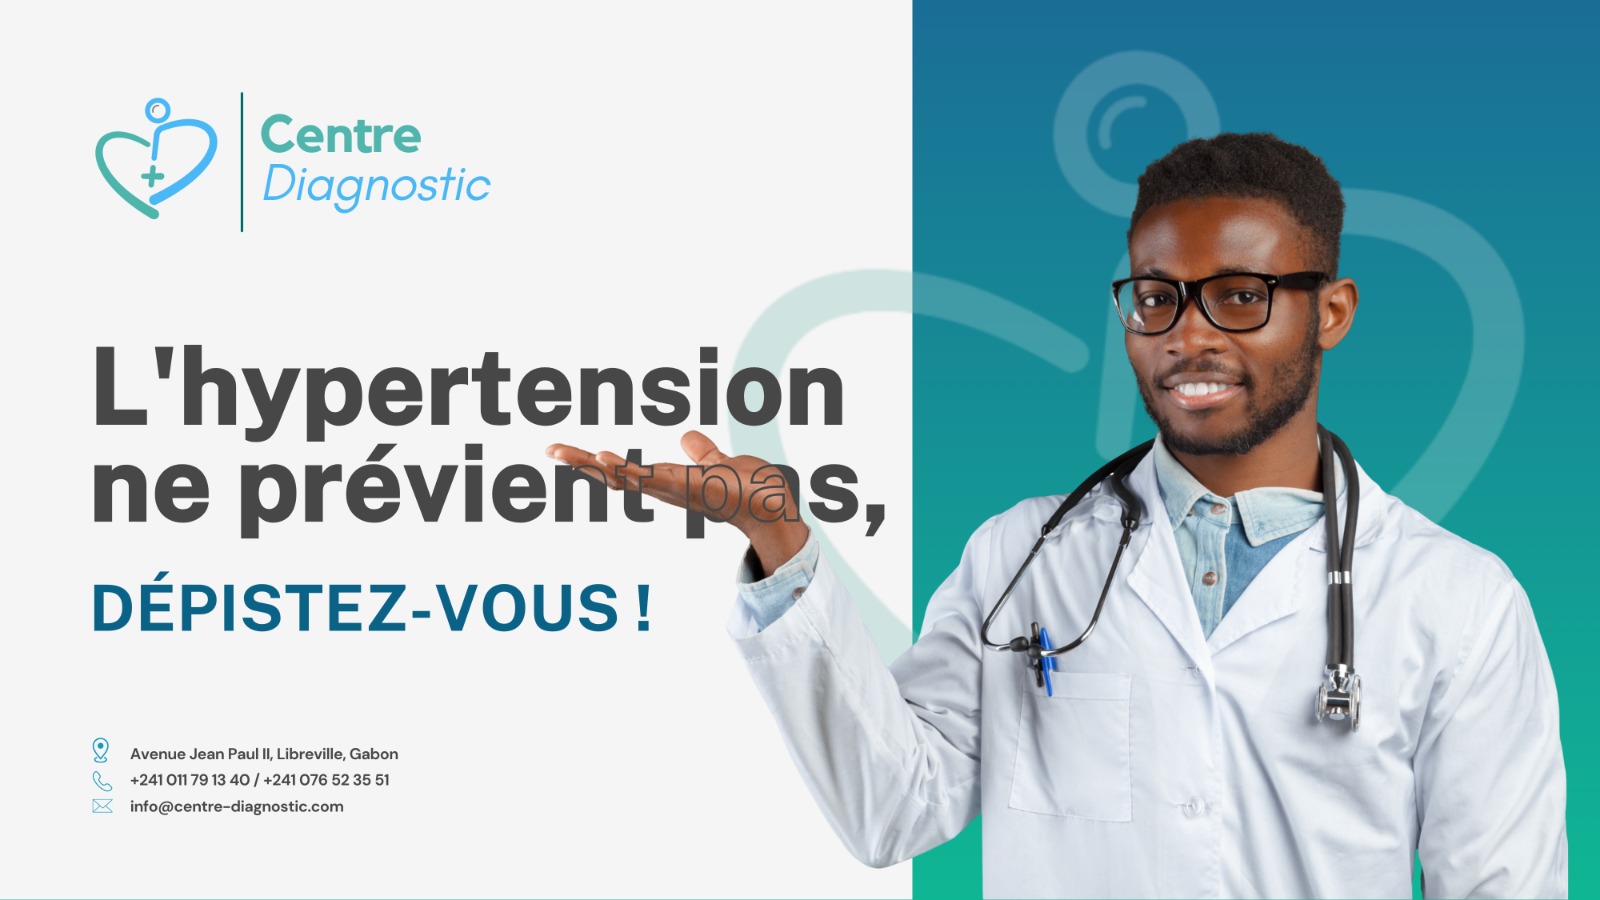 Centre
Diagnostic
L'hypertension
ne prévient pas,
DÉPISTEZ-VOUS !
Avenue Jean Paul II, Libreville, Gabon
+241 011 79 13 40 / +241 076 52 35 51
info@centre-diagnostic.com